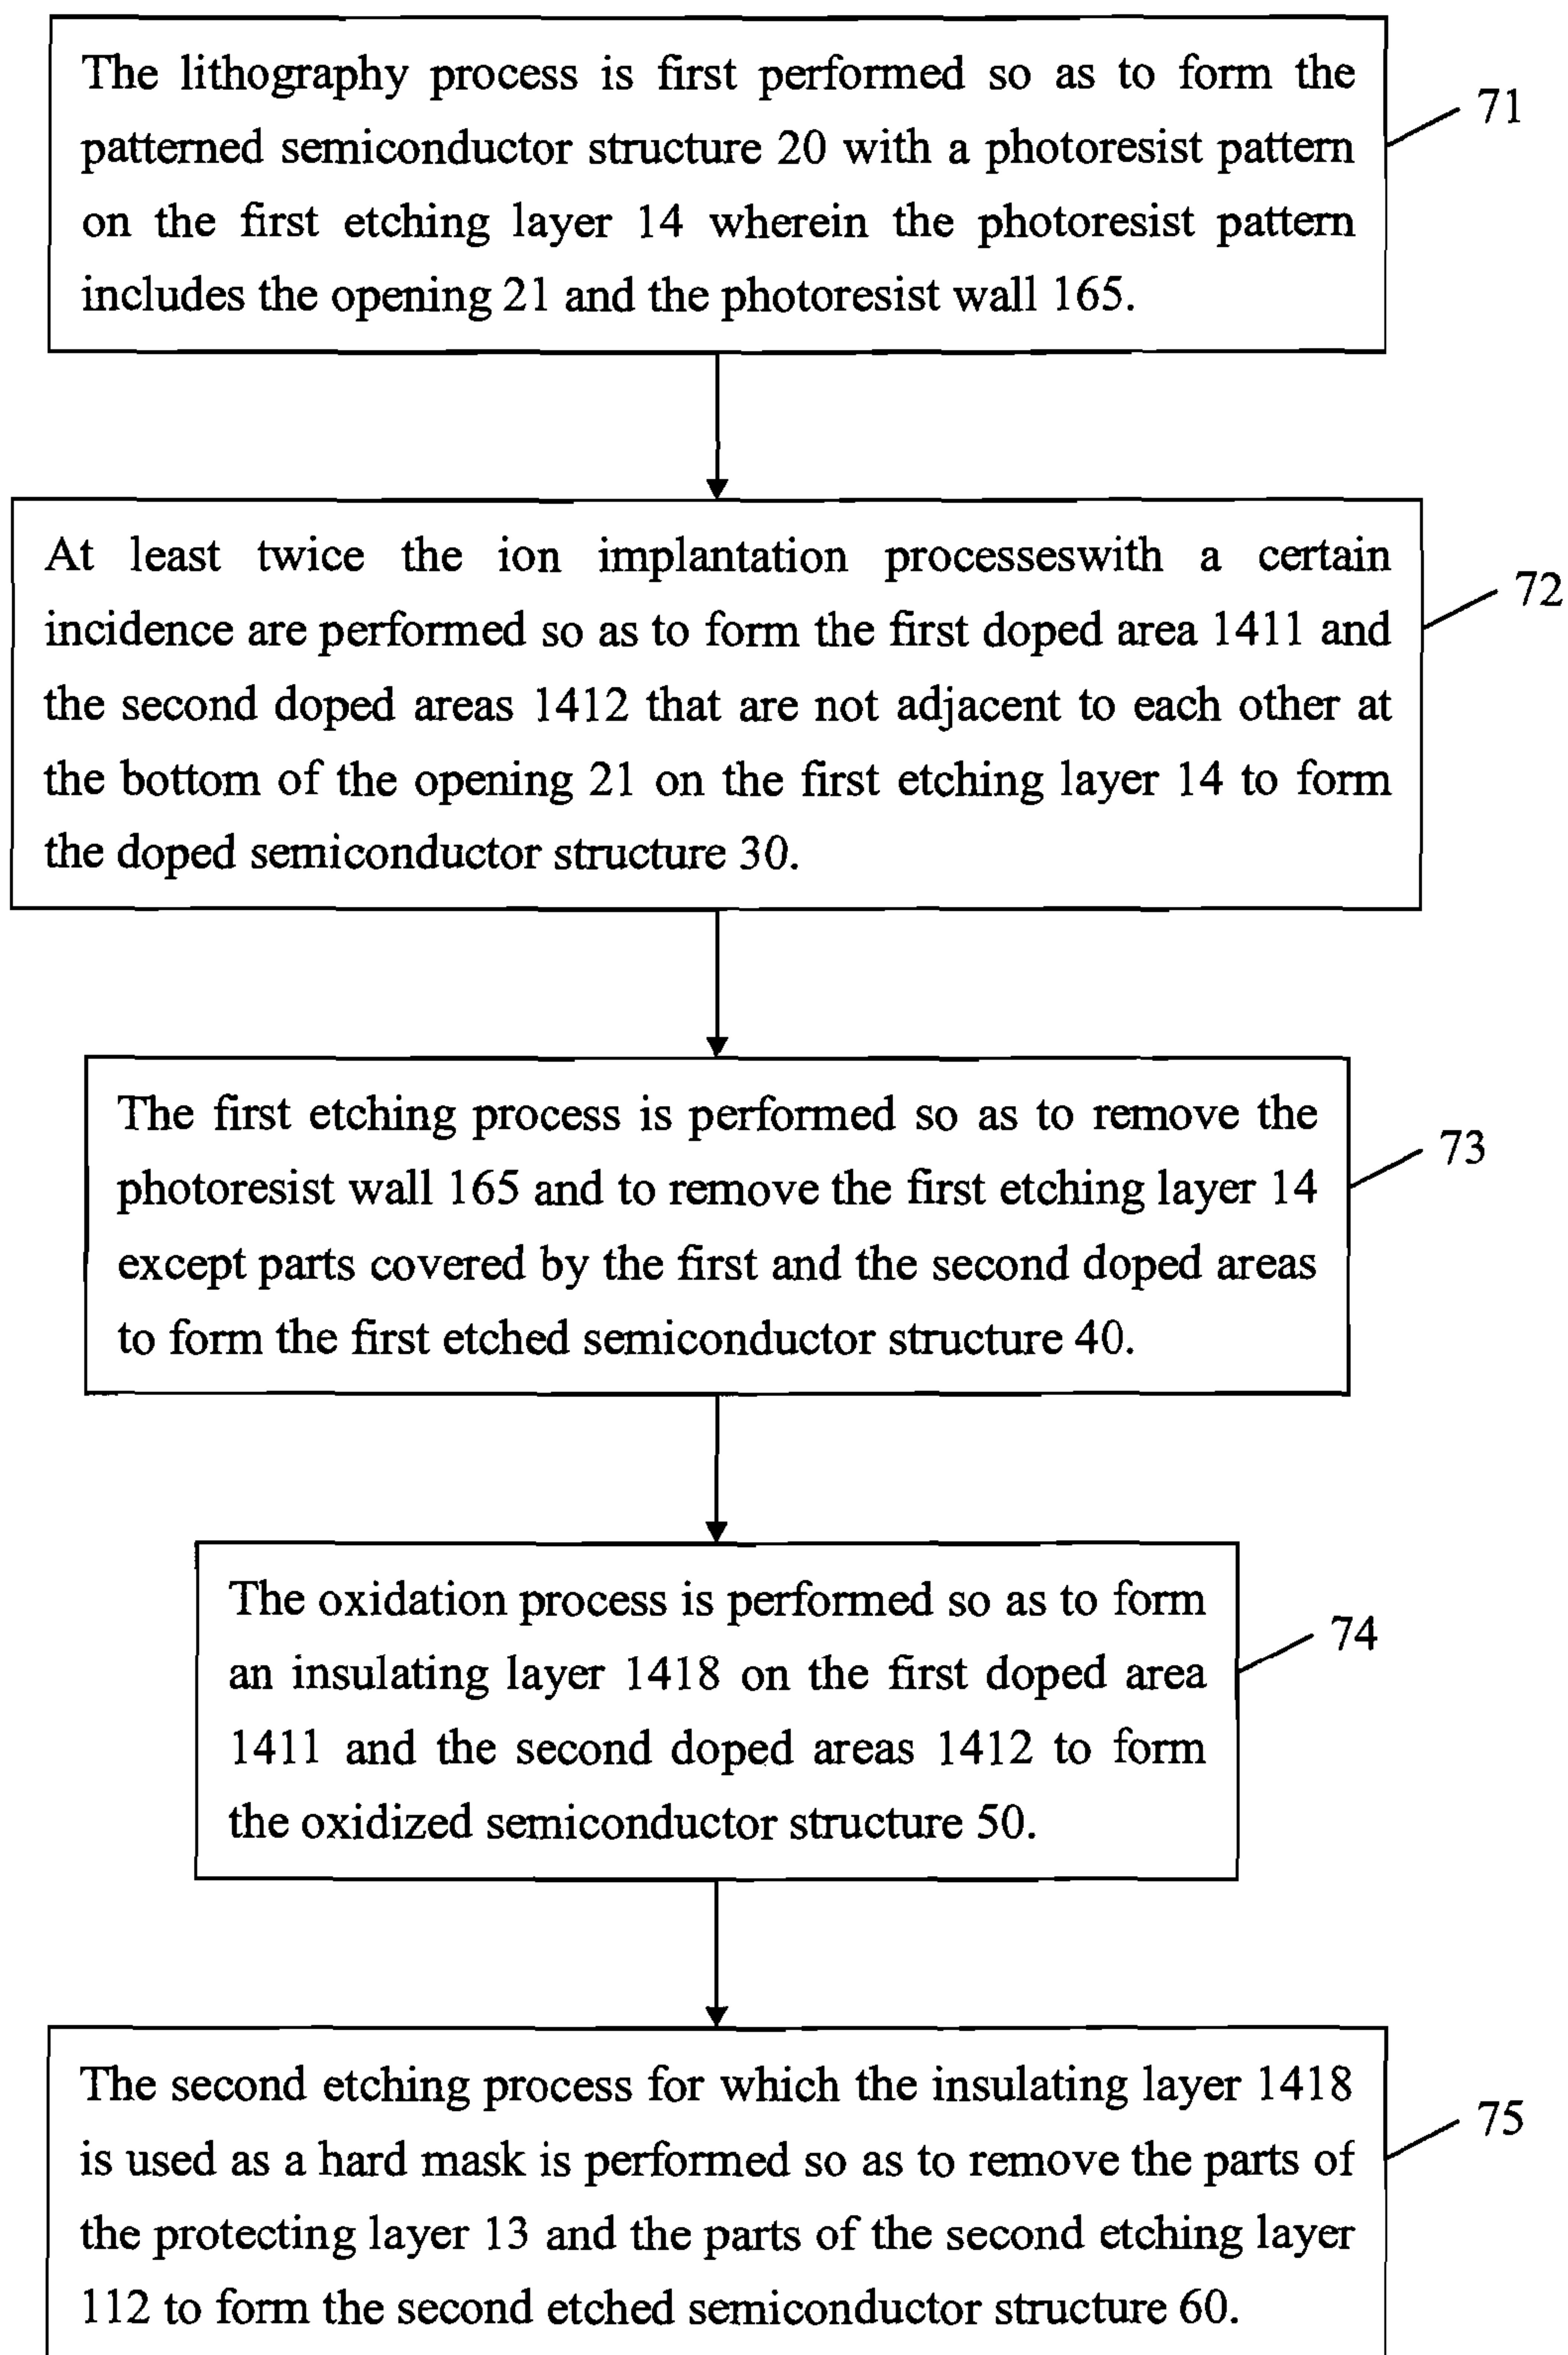 The lithography process is first performed so as to form the
patterned semiconductor structure 20 with a photoresist pattern
on the first etching layer 14 wherein the photoresist pattern
includes the opening 21 and the photoresist wall 165.
71
At least twice the ion implantation processeswith a certain
incidence are performed so as to form the first doped area 1411 and
the second doped areas 1412 that are not adjacent to each other at
the bottom of the opening 21 on the first etching layer 14 to form
the doped semiconductor structure 30.
72
The first etching process is performed so as to remove the
photoresist wall 165 and to remove the first etching layer 14
except parts covered by the first and the second doped areas
to form the first etched semiconductor structure 40.
73
The oxidation process is performed so as to form
an insulating layer 1418 on the first doped area
1411 and the second doped areas 1412 to form
the oxidized semiconductor structure 50.
74
The second etching process for which the insulating layer 1418
is used as a hard mask is performed so as to remove the parts of
the protecting layer 13 and the parts of the second etching layer
112 to form the second etched semiconductor structure 60.
75